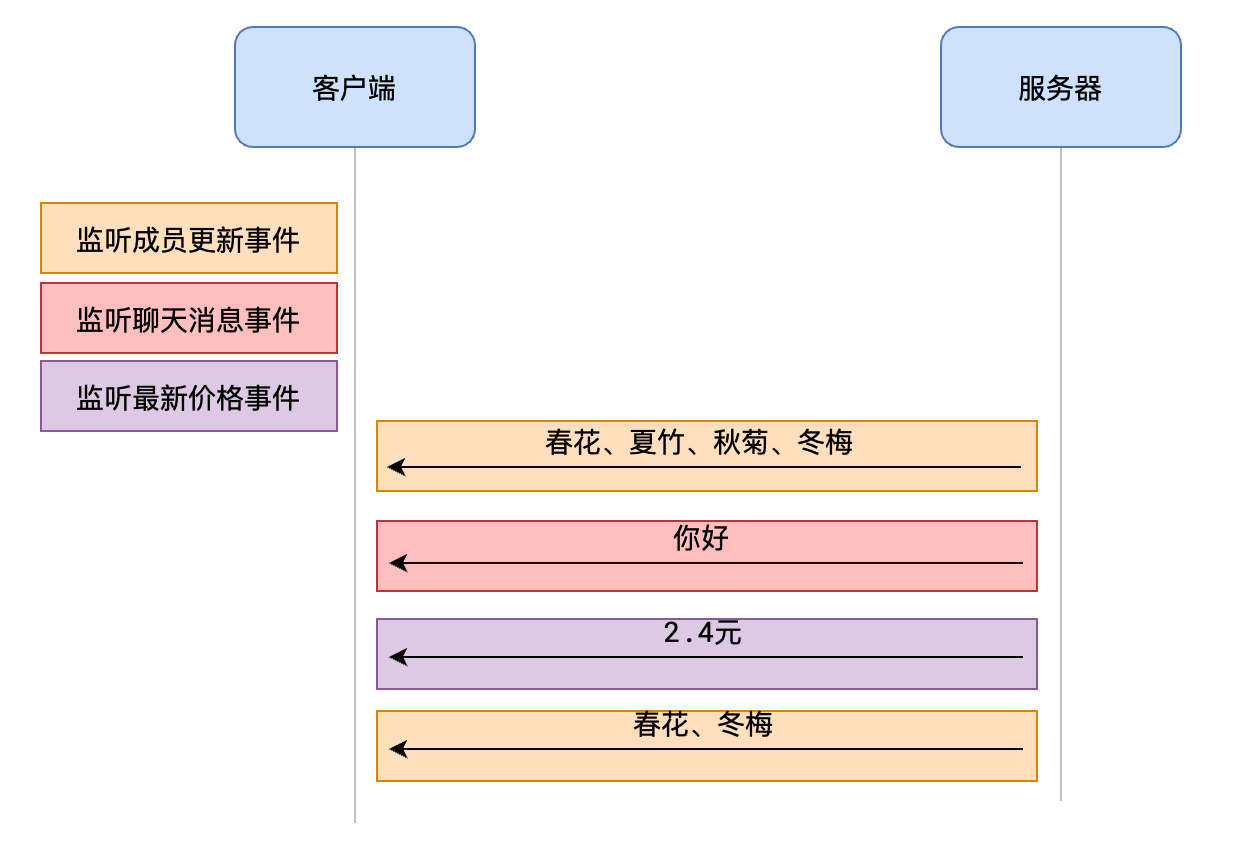 客户端
服务器
监听成员更新事件
监听聊天消息事件
监听最新价格事件
春花、夏竹、秋菊、冬梅
你好
2.4元
春花、冬梅